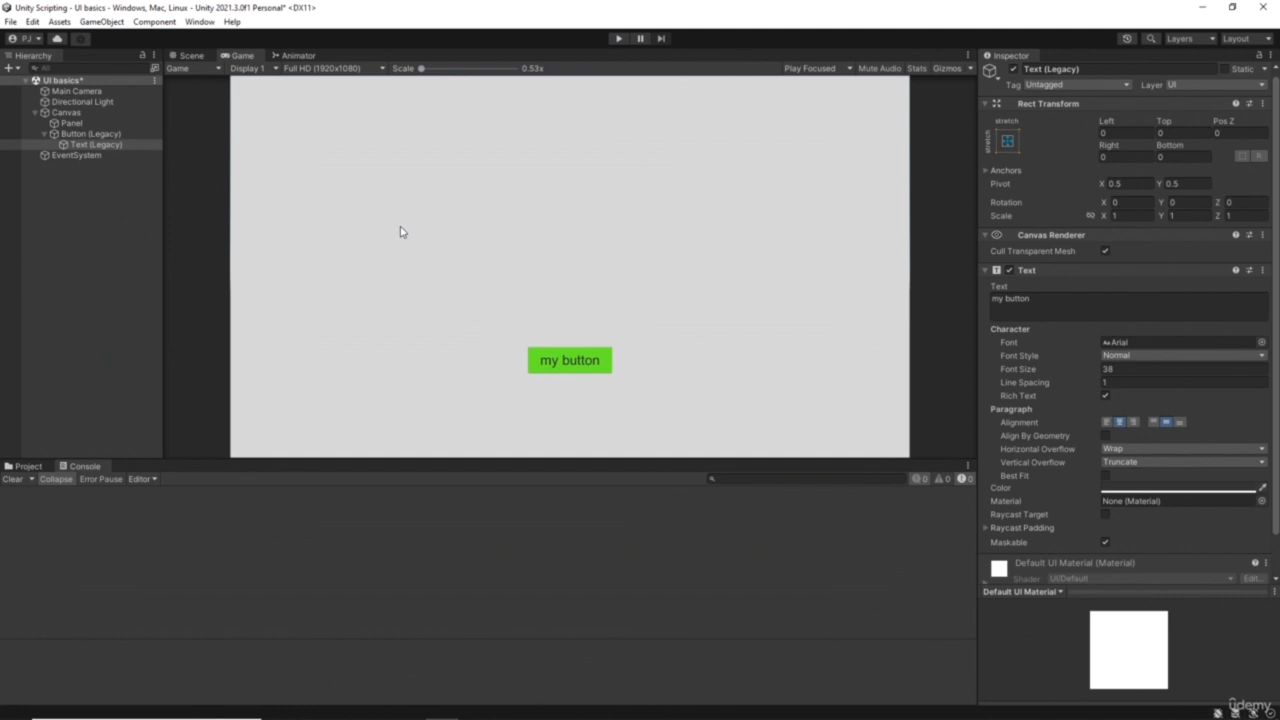 Unity Scripting - UI basics - Windows, Mac, Linux - Unity 2021.3.0f1 Personal* <DX11>
File Edit Assets GameObject Component Window Help
PJ Layers Layout
Hierarchy Scene Game Animator Inspector
All Game Display 1 Full HD (1920x1080) Scale 0.53x Play Focused Mute Audio Stats Gizmos
UI basics*
Main Camera
Directional Light
Canvas
Panel
Button (Legacy)
Text (Legacy)
EventSystem
my button
Text (Legacy) Static
Tag Untagged Layer UI
Rect Transform
stretch Left Top Pos Z
stretch 0 0 0
Right Bottom
0 0 R
Anchors
Pivot X 0.5 Y 0.5
Rotation X 0 Y 0 Z 0
Scale X 1 Y 1 Z 1
Canvas Renderer
Cull Transparent Mesh
T Text
Text
my button
Character
Font Aa Arial
Font Style Normal
Font Size 38
Line Spacing 1
Rich Text
Paragraph
Alignment
Align By Geometry
Horizontal Overflow Wrap
Vertical Overflow Truncate
Best Fit
Color
Material None (Material)
Raycast Target
Raycast Padding
Maskable
Default UI Material (Material)
Shader UI/Default Edit...
Default UI Material
Project Console
Clear Collapse Error Pause Editor 0 0 0
udemy